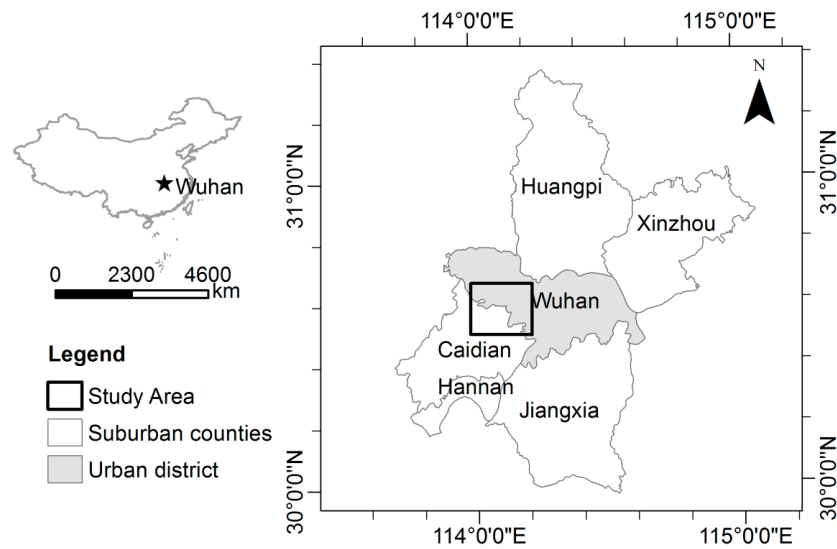 114°0'0"E
115°0'0"E
N
Wuhan
0
2300
4600
km
Legend
Study Area
Suburban counties
Urban district
31°0'0"N
31°0'0"N
Huangpi
Xinzhou
Wuhan
Caidian
Hannan
Jiangxia
30°0'0"N
30°0'0"N
114°0'0"E
115°0'0"E